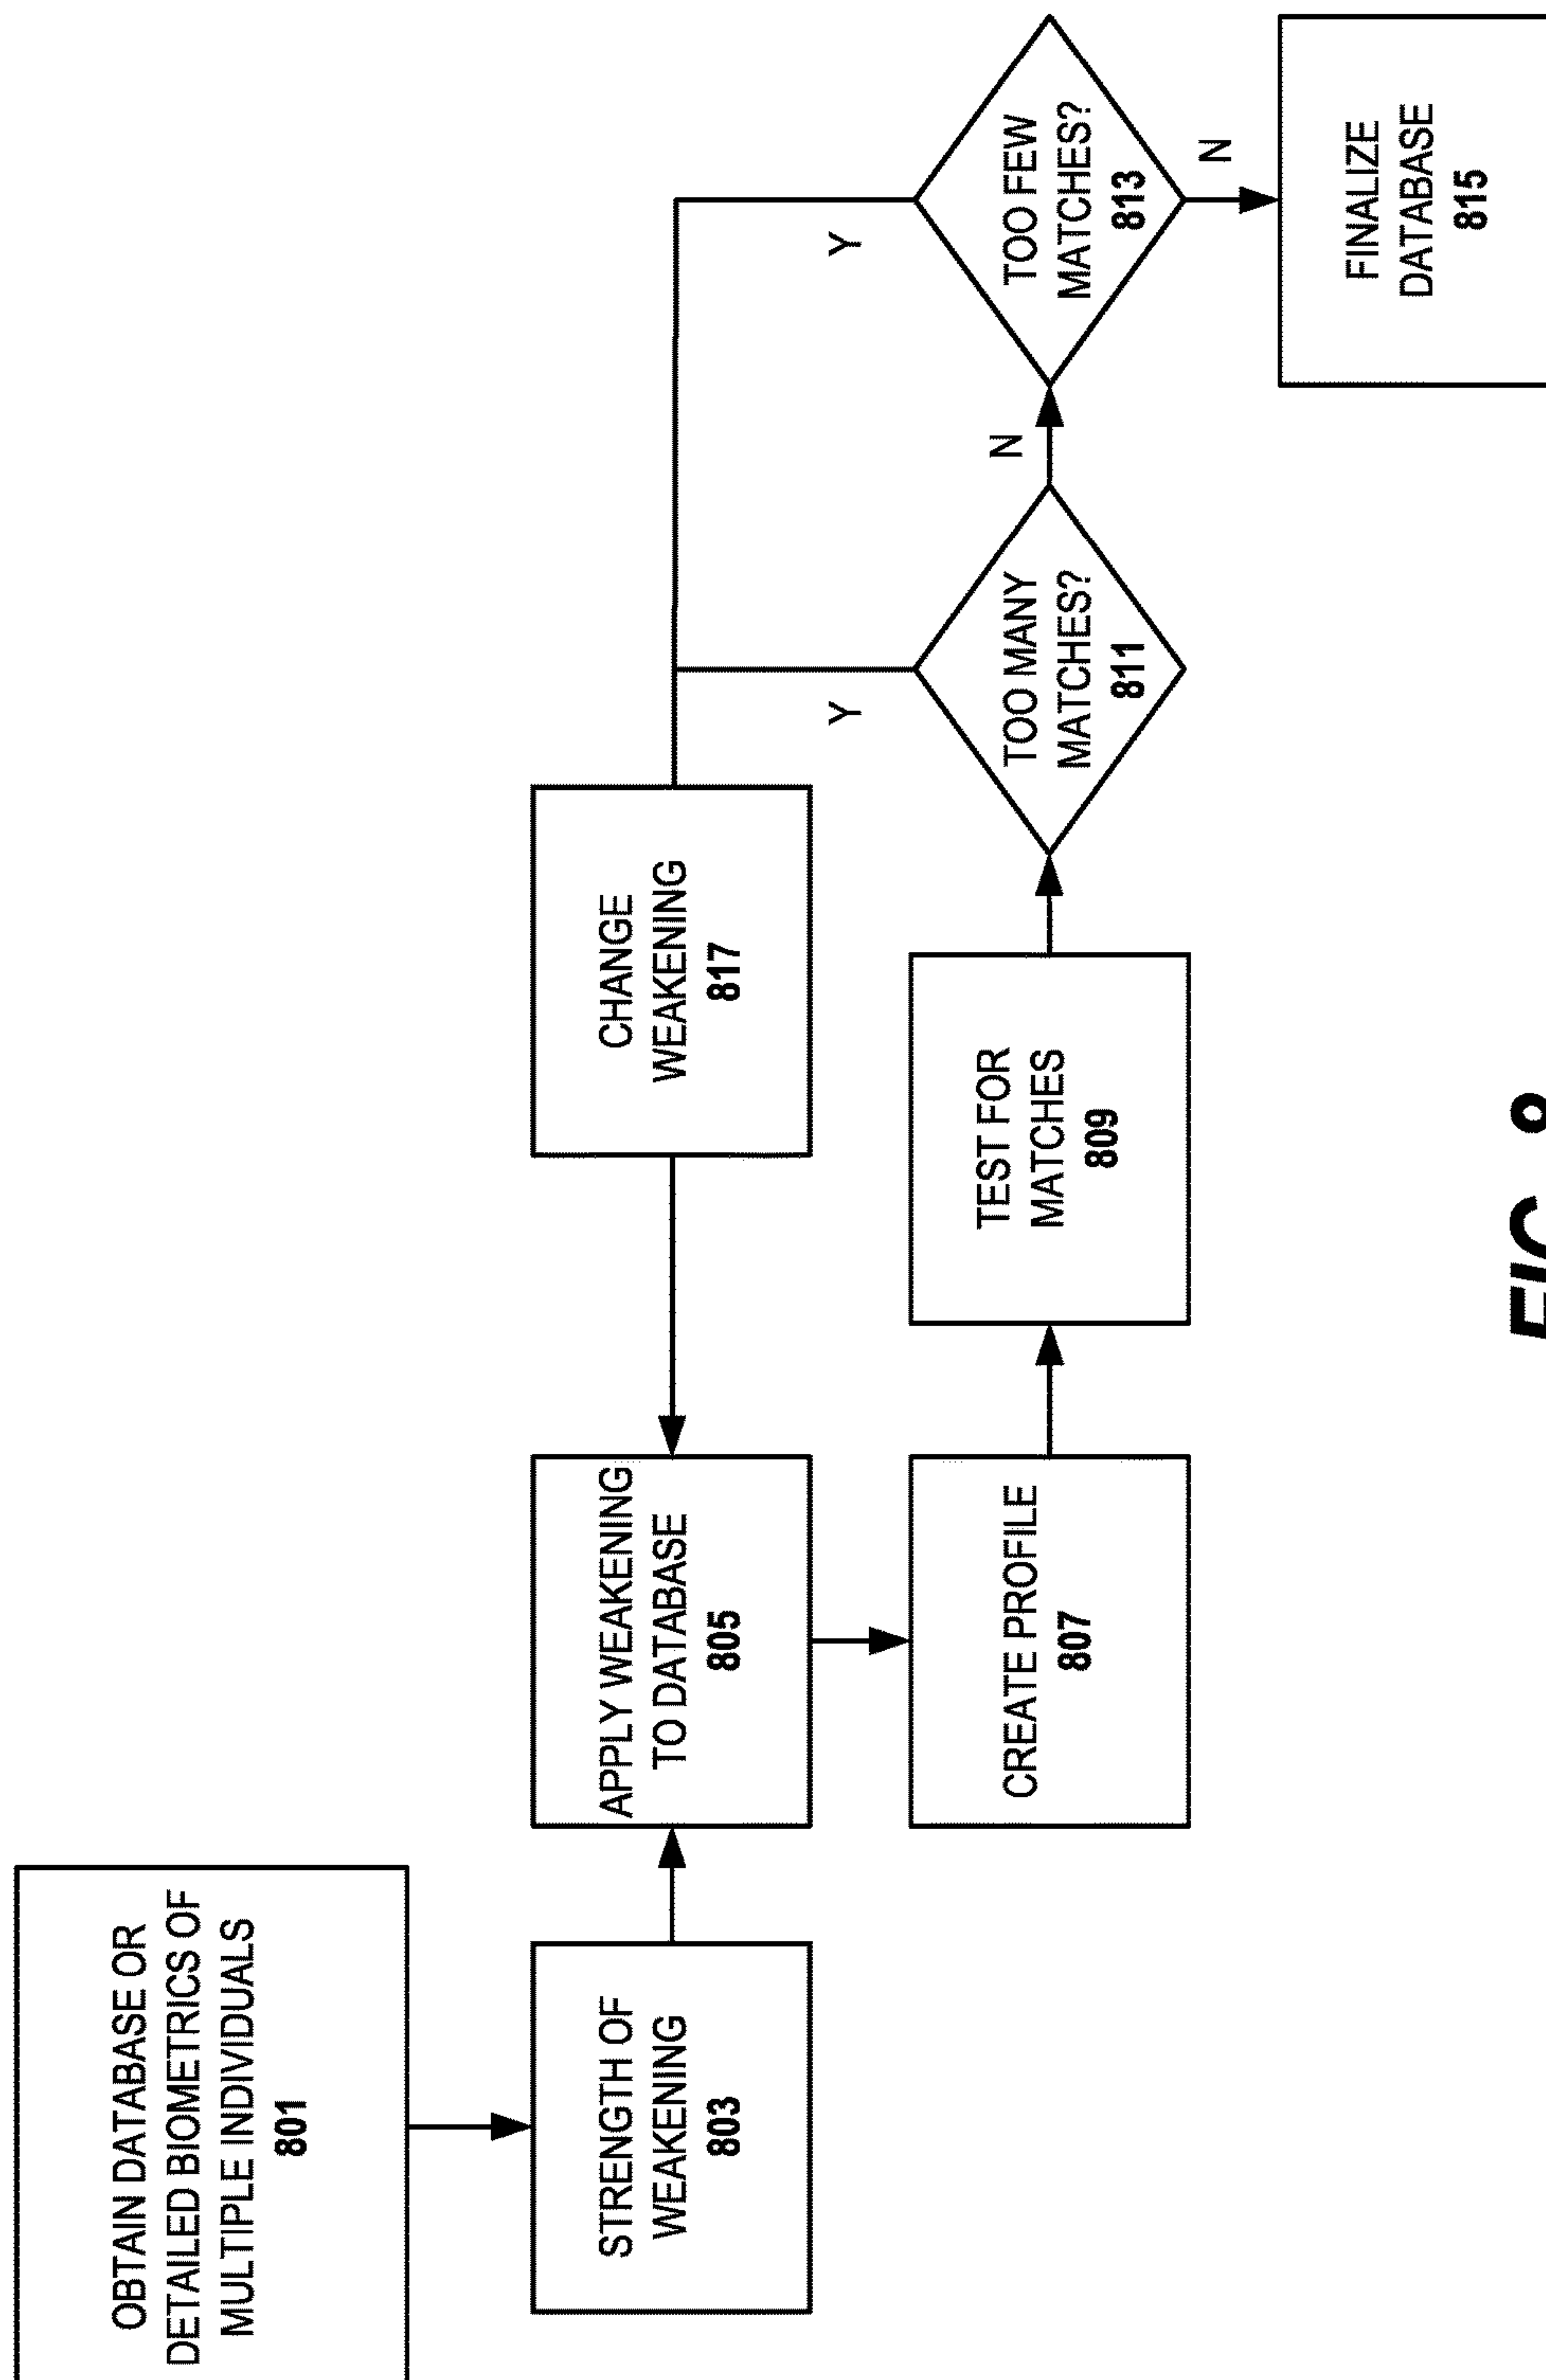 OBTAIN DATABASE OR
DETAILED BIOMETRICS OF
MULTIPLE INDIVIDUALS
801
STRENGTH OF
WEAKENING
803
APPLY WEAKENING
TO DATABASE
805
CHANGE
WEAKENING
817
CREATE PROFILE
807
TEST FOR
MATCHES
809
TOO MANY
MATCHES?
811
Y
N
TOO FEW
MATCHES?
813
Y
N
FINALIZE
DATABASE
815
FIG. 8